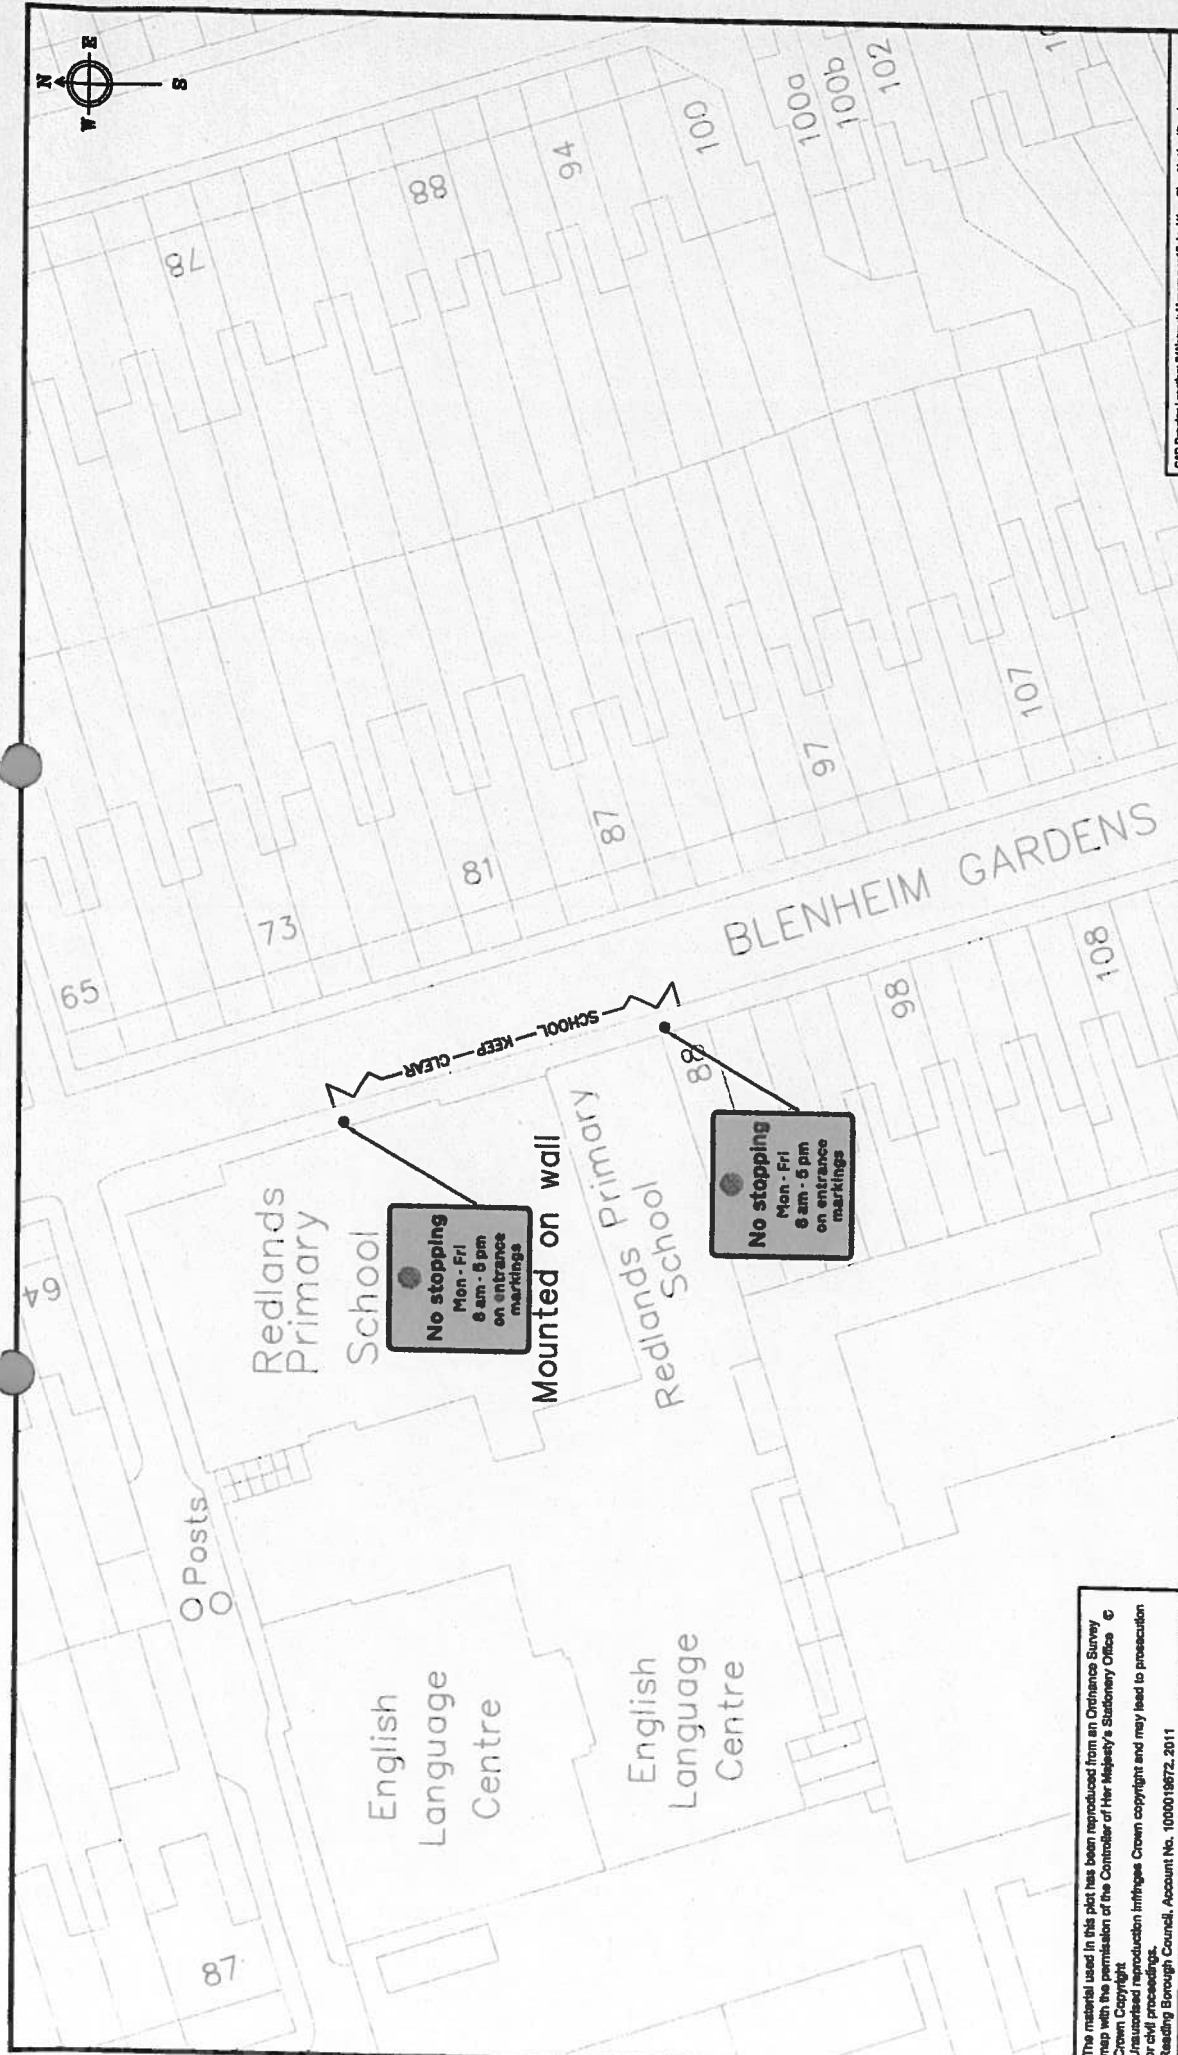 N
W
E
S
78
88
94
100
100a
100b
102
65
73
81
87
97
107
BLENHEIM GARDENS
SCHOOL KEEP CLEAR
64
Redlands
Primary
School
No stopping
Mon - Fri
8 am - 5 pm
on entrance
markings
Mounted on wall
Redlands Primary
School
88
98
108
No stopping
Mon - Fri
8 am - 5 pm
on entrance
markings
Posts
English
Language
Centre
English
Language
Centre
87
The material used in this plot has been reproduced from an Ordnance Survey
map with the permission of the Controller of Her Majesty's Stationery Office ©
Crown Copyright
Unauthorised reproduction infringes Crown copyright and may lead to prosecution
or civil proceedings.
Reading Borough Council. Account No. 1000019672. 2011